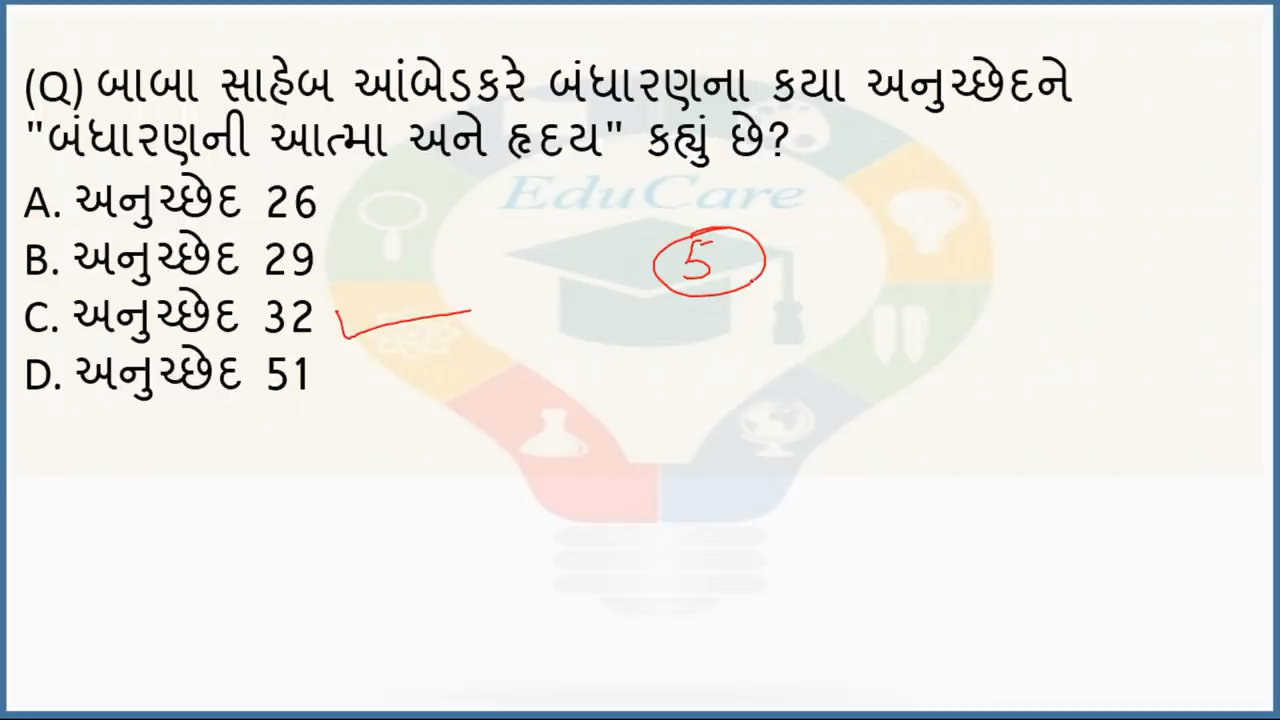 (Q) બાબા સાહેબ આંબેડકરે બંધારણના કયા અનુચ્છેદને
"બંધારણની આત્મા અને હૃદય" કહ્યું છે?
EduCare
A. અનુચ્છેદ 26
B. અનુચ્છેદ 29
5
C. અનુચ્છેદ 32
D. અનુચ્છેદ 51